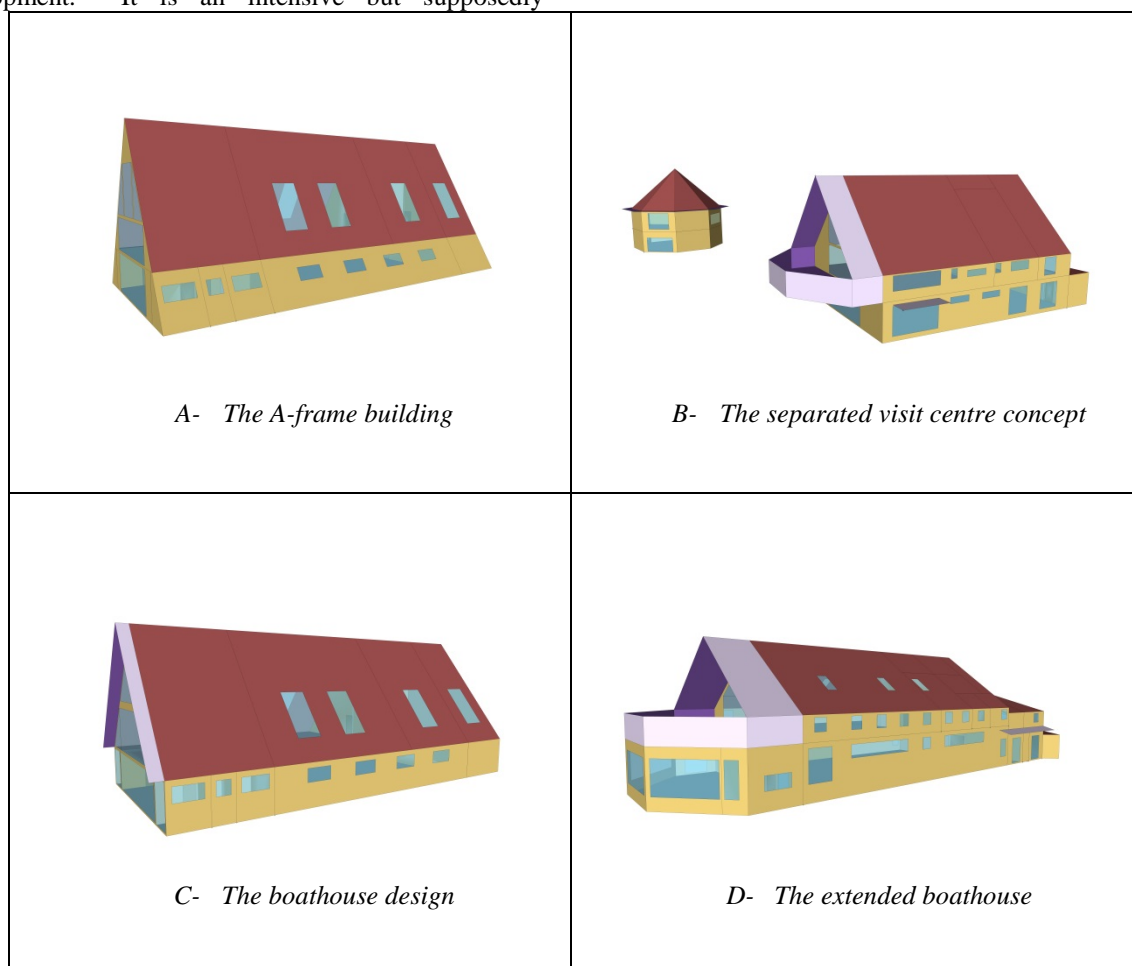 It is an intensive but supposedly
A- The A-frame building
B- The separated visit centre concept
C- The boathouse design
D- The extended boathouse